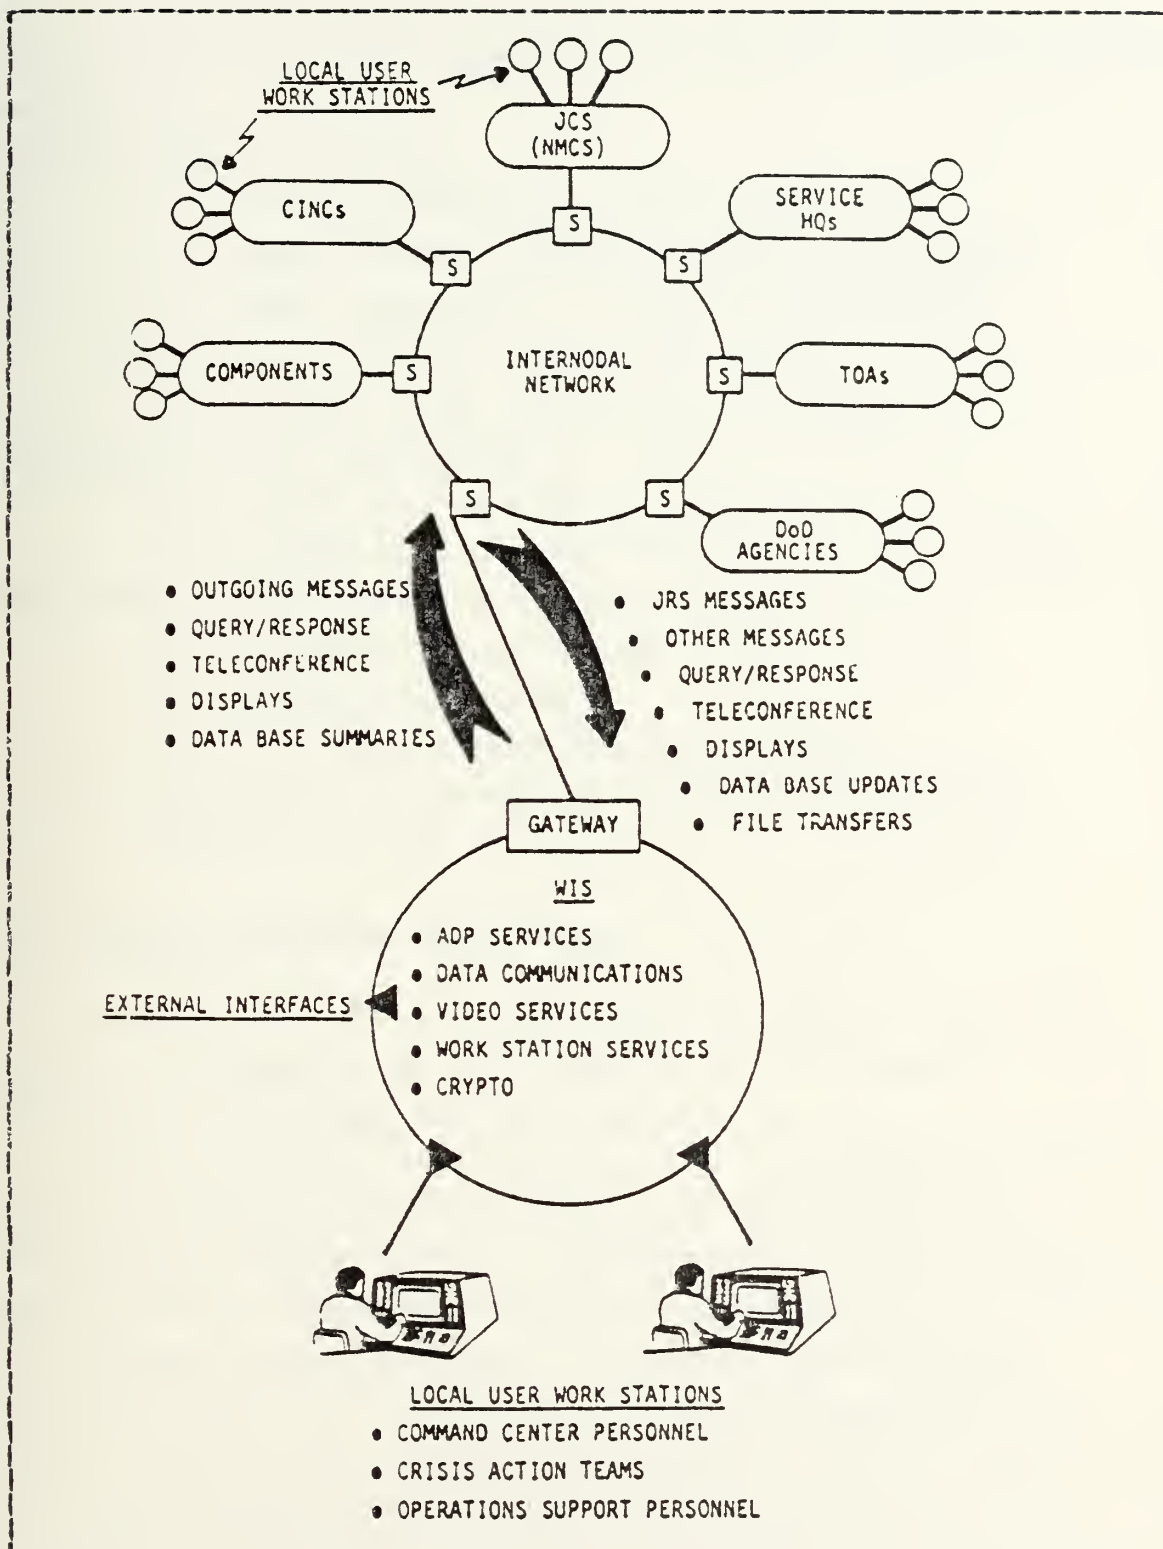 LOCAL USER
WORK STATIONS
JCS
(NMCS)
CINCs
SERVICE
HQs
S
S
S
COMPONENTS
S
INTERNODAL
NETWORK
S
TOAs
S
S
DoD
AGENCIES
• OUTGOING MESSAGES
• QUERY/RESPONSE
• TELECONFERENCE
• DISPLAYS
• DATA BASE SUMMARIES
• JRS MESSAGES
• OTHER MESSAGES
• QUERY/RESPONSE
• TELECONFERENCE
• DISPLAYS
• DATA BASE UPDATES
• FILE TRANSFERS
GATEWAY
WIS
• ADP SERVICES
• DATA COMMUNICATIONS
• VIDEO SERVICES
• WORK STATION SERVICES
• CRYPTO
EXTERNAL INTERFACES
LOCAL USER WORK STATIONS
• COMMAND CENTER PERSONNEL
• CRISIS ACTION TEAMS
• OPERATIONS SUPPORT PERSONNEL